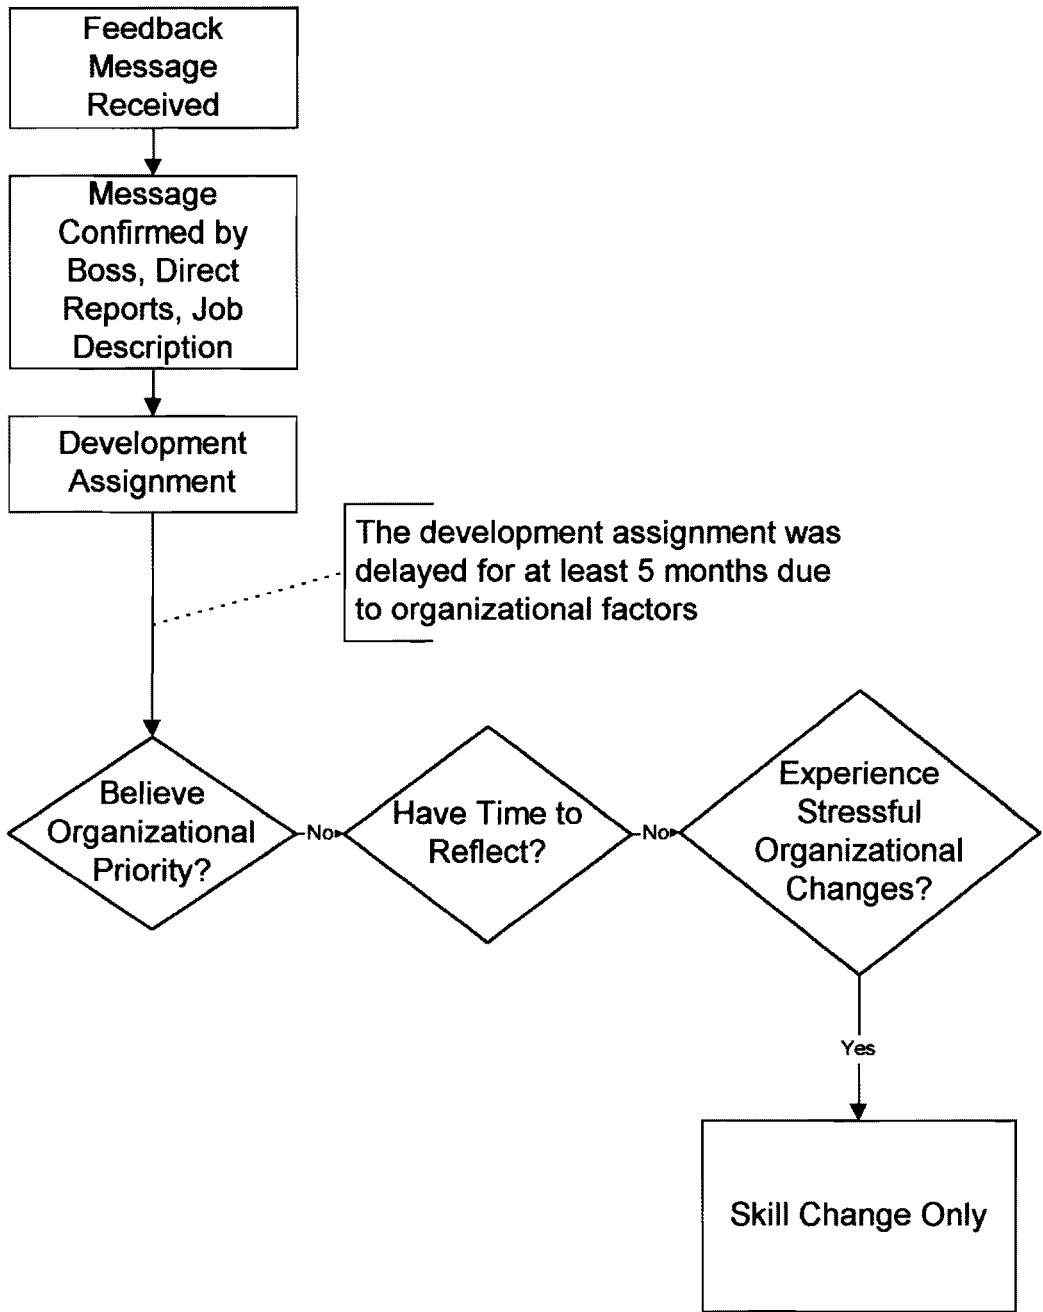 Feedback
Message
Received
Message
Confirmed by
Boss, Direct
Reports, Job
Description
Development
Assignment
The development assignment was
delayed for at least 5 months due
to organizational factors
Believe
Organizational
Priority?
No
Have Time to
Reflect?
No
Experience
Stressful
Organizational
Changes?
Yes
Skill Change Only